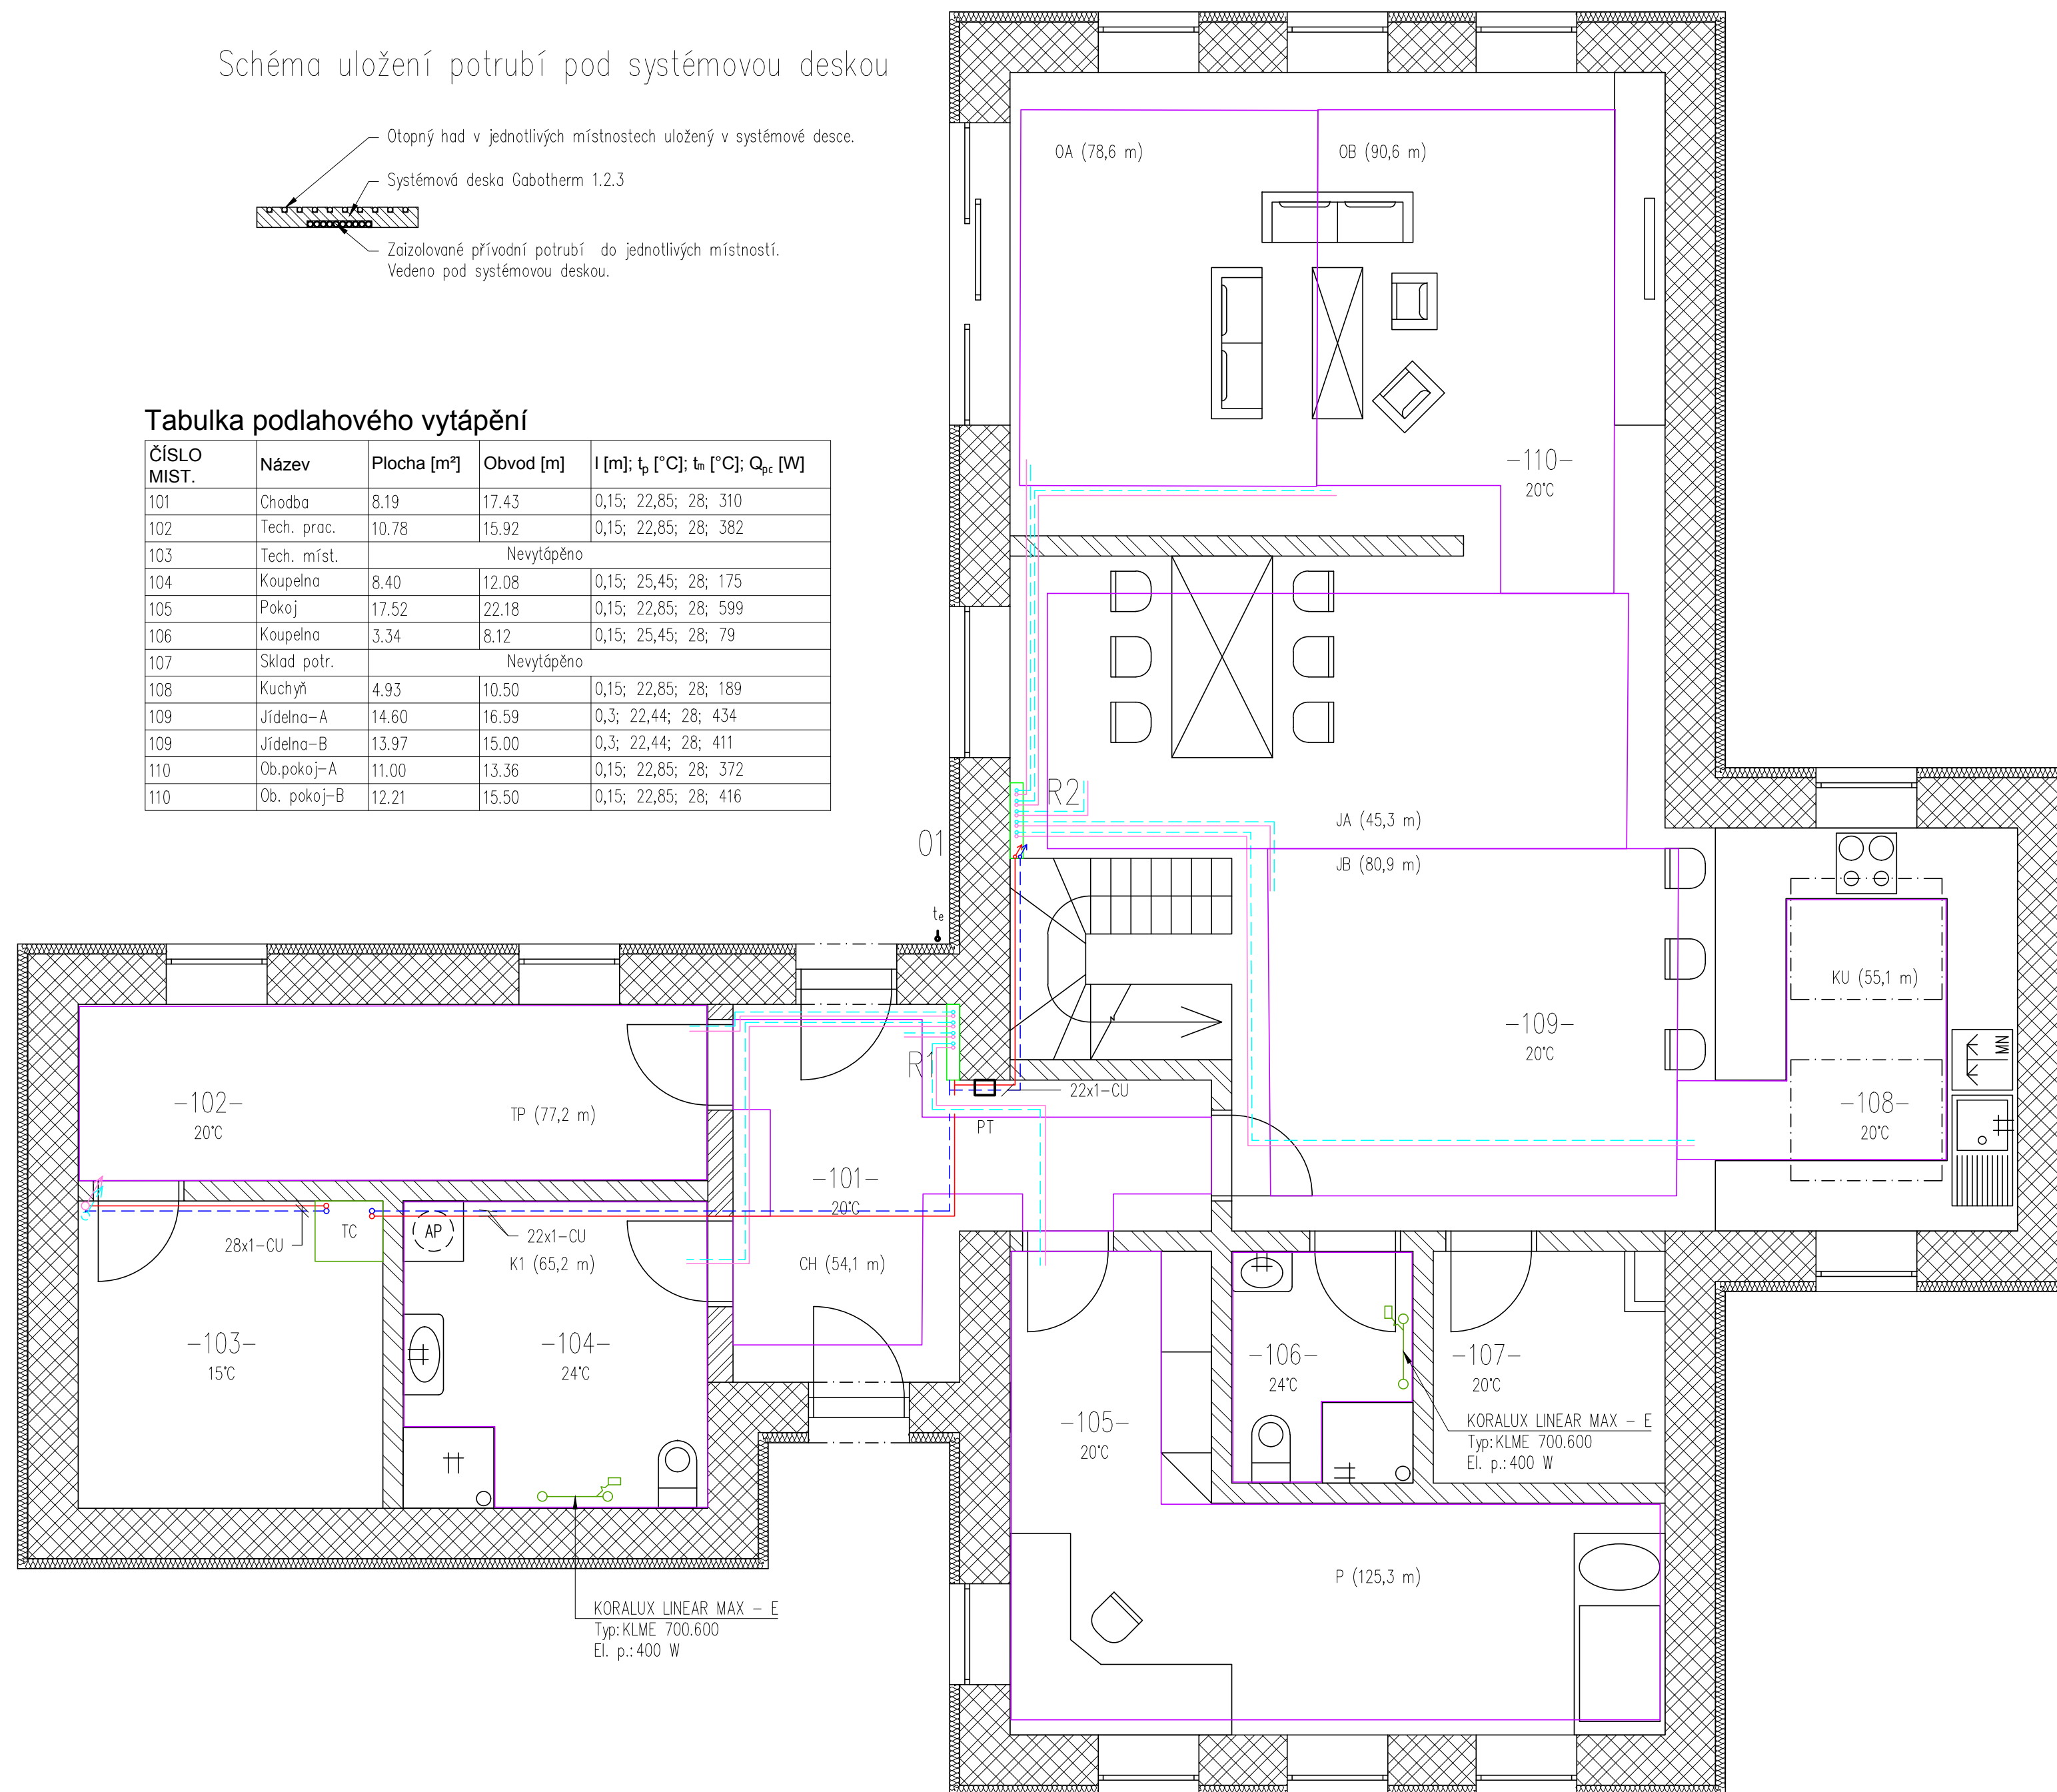 Schéma uložení potrubí pod systémovou deskou
Otopný had v jednotlivých místnostech uložený v systémové desce.
Systémová deska Gabotherm 1.2.3
Zaizolované přívodní potrubí do jednotlivých místností.
Vedeno pod systémovou deskou.
Tabulka podlahového vytápění
ČÍSLO MIST. Název Plocha [m²] Obvod [m] l [m]; tp [°C]; tm [°C]; Qpc [W]
101 Chodba 8.19 17.43 0,15; 22,85; 28; 310
102 Tech. prac. 10.78 15.92 0,15; 22,85; 28; 382
103 Tech. míst. Nevytápěno
104 Koupelna 8.40 12.08 0,15; 25,45; 28; 175
105 Pokoj 17.52 22.18 0,15; 22,85; 28; 599
106 Koupelna 3.34 8.12 0,15; 25,45; 28; 79
107 Sklad potr. Nevytápěno
108 Kuchyň 4.93 10.50 0,15; 22,85; 28; 189
109 Jídelna-A 14.60 16.59 0,3; 22,44; 28; 434
109 Jídelna-B 13.97 15.00 0,3; 22,44; 28; 411
110 Ob.pokoj-A 11.00 13.36 0,15; 22,85; 28; 372
110 Ob. pokoj-B 12.21 15.50 0,15; 22,85; 28; 416
OA (78,6 m)
OB (90,6 m)
-110-
20°C
R2
JA (45,3 m)
JB (80,9 m)
01
te
KU (55,1 m)
-109-
20°C
MN
-108-
20°C
R1
22x1-CU
PT
-102-
20°C
TP (77,2 m)
-101-
20°C
TC
28x1-CU
AP
22x1-CU
K1 (65,2 m)
CH (54,1 m)
-103-
15°C
-104-
24°C
-106-
24°C
-107-
20°C
-105-
20°C
KORALUX LINEAR MAX - E
Typ:KLME 700.600
El. p.:400 W
P (125,3 m)
KORALUX LINEAR MAX - E
Typ:KLME 700.600
El. p.:400 W